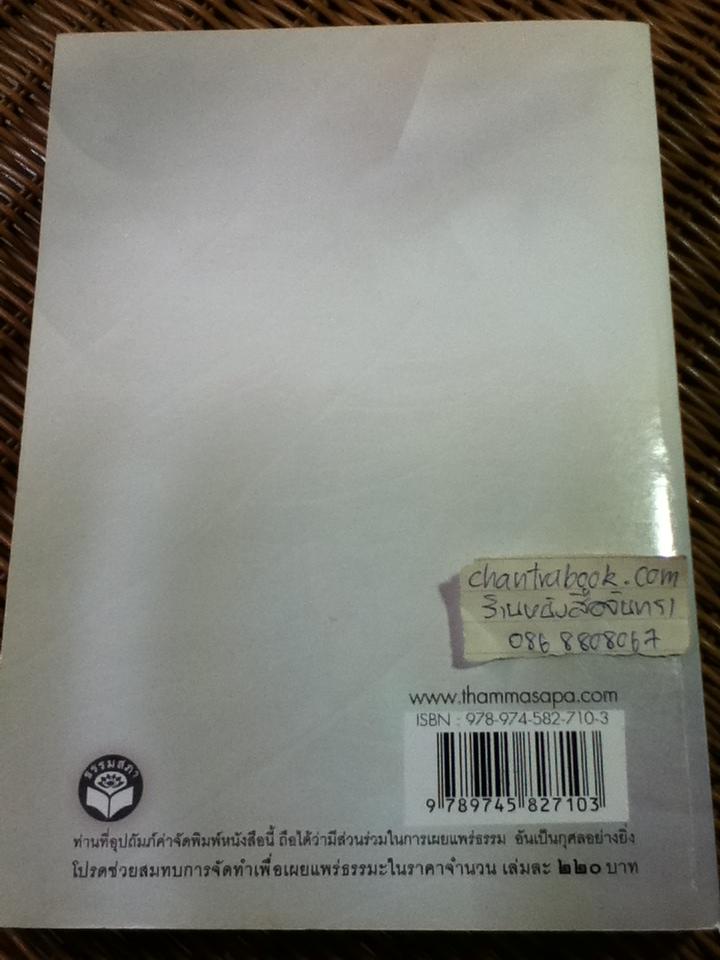 chantrabook.com
ร้านหนังสือจันทรา
086 8808067
www.thammasapa.com
ISBN : 978-974-582-710-3
9 789745 827103
ธรรมสภา
ท่านที่อุปถัมภ์ค่าจัดพิมพ์หนังสือนี้ ถือได้ว่ามีส่วนร่วมในการเผยแพร่ธรรม อันเป็นกุศลอย่างยิ่ง
โปรดช่วยสมทบการจัดทำเพื่อเผยแพร่ธรรมะในราคาจำนวน เล่มละ ๒๒๐ บาท